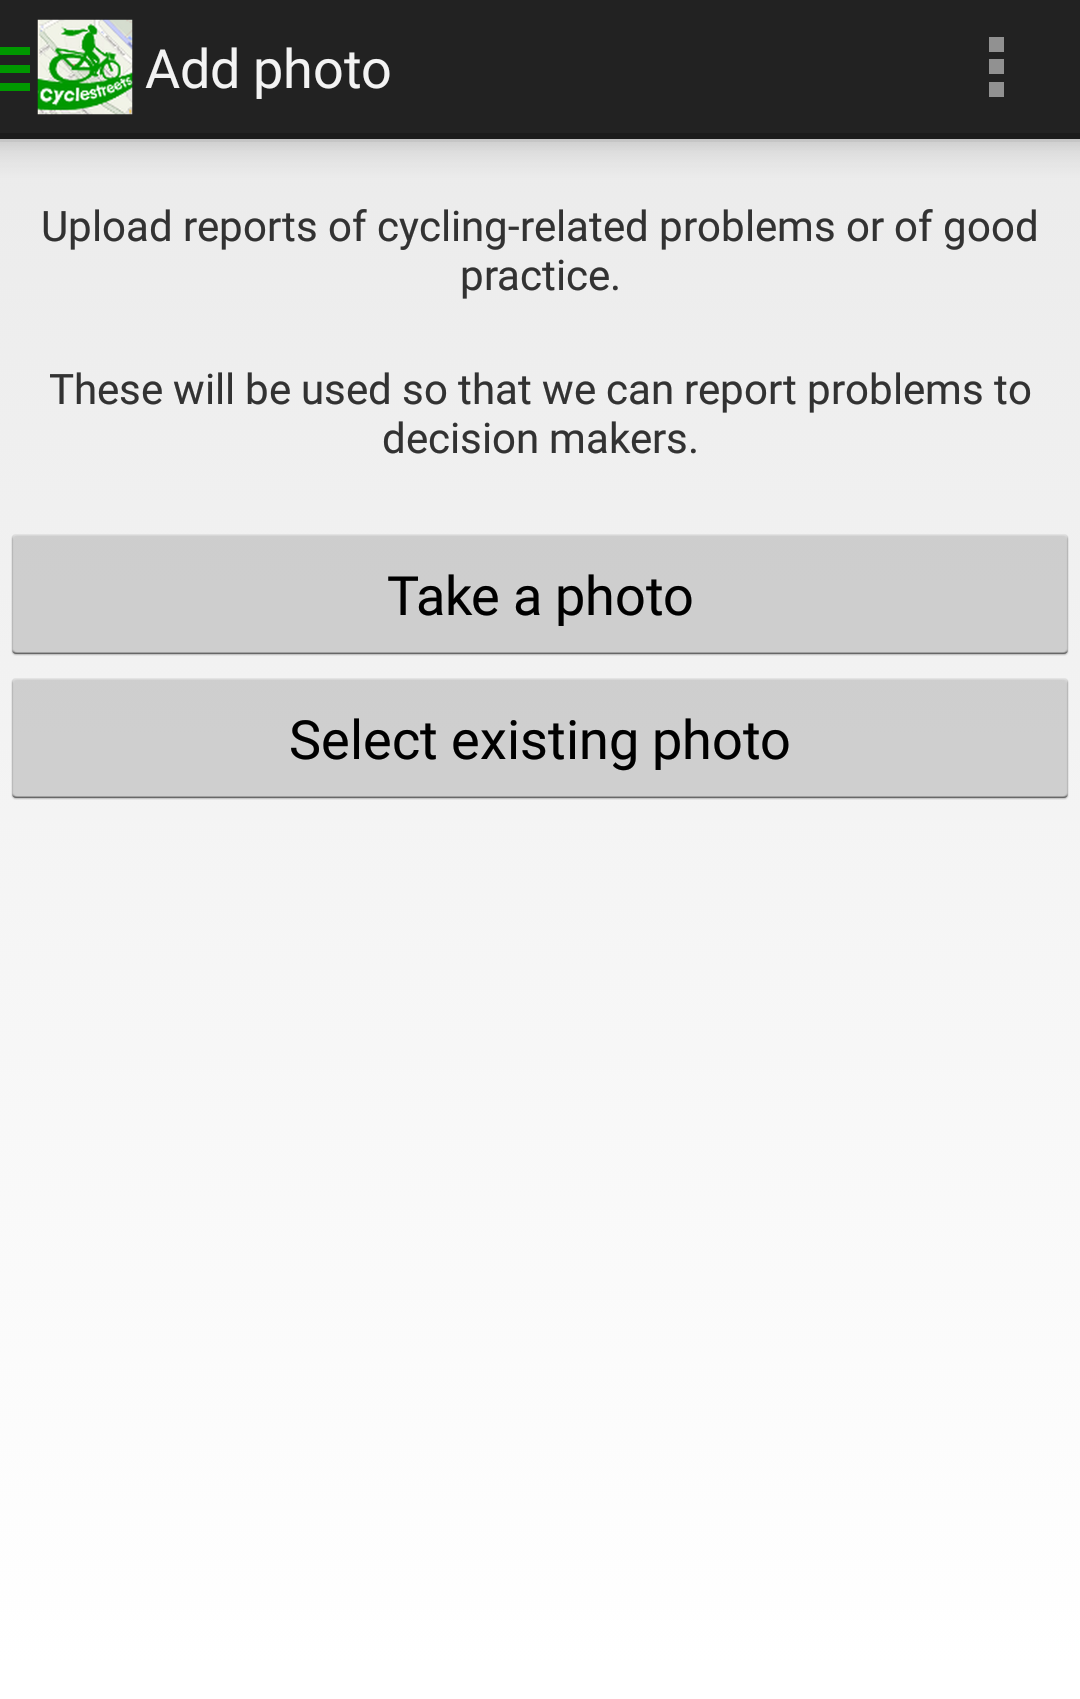 Cyclestreets
Add photo
Upload reports of cycling-related problems or of good
practice.
These will be used so that we can report problems to
decision makers.
Take a photo
Select existing photo